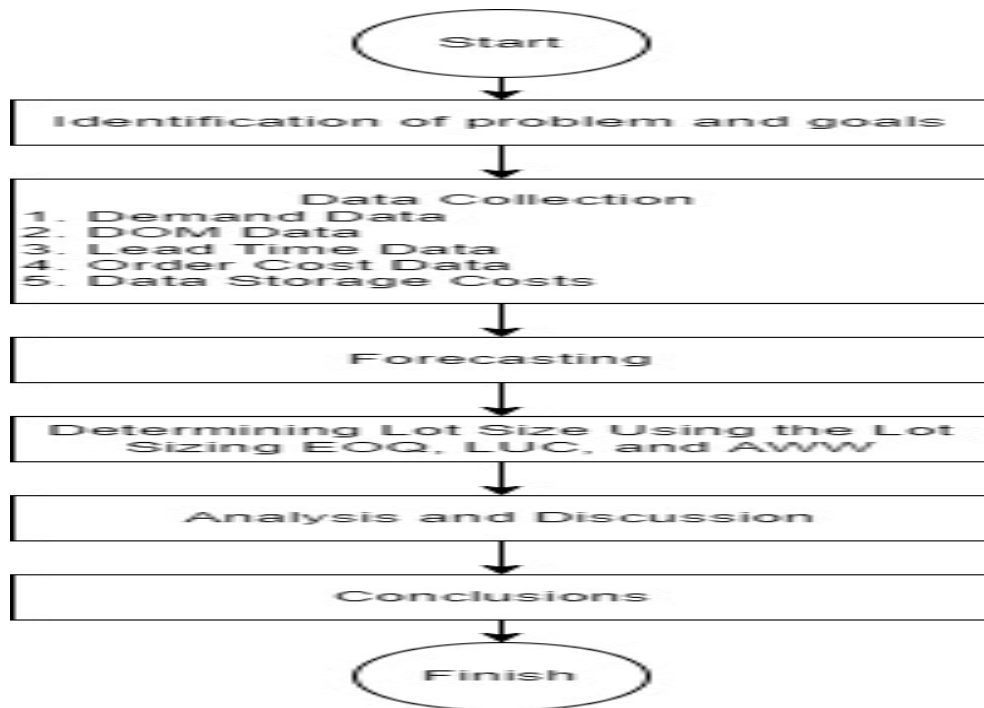 Start
Identification of problem and goals
Data Collection
1. Demand Data
2. DOM Data
3. Lead Time Data
4. Order Cost Data
5. Data Storage Costs
Forecasting
Determining Lot Size Using the Lot
Sizing EOQ, LUC, and AWW
Analysis and Discussion
Conclusions
Finish